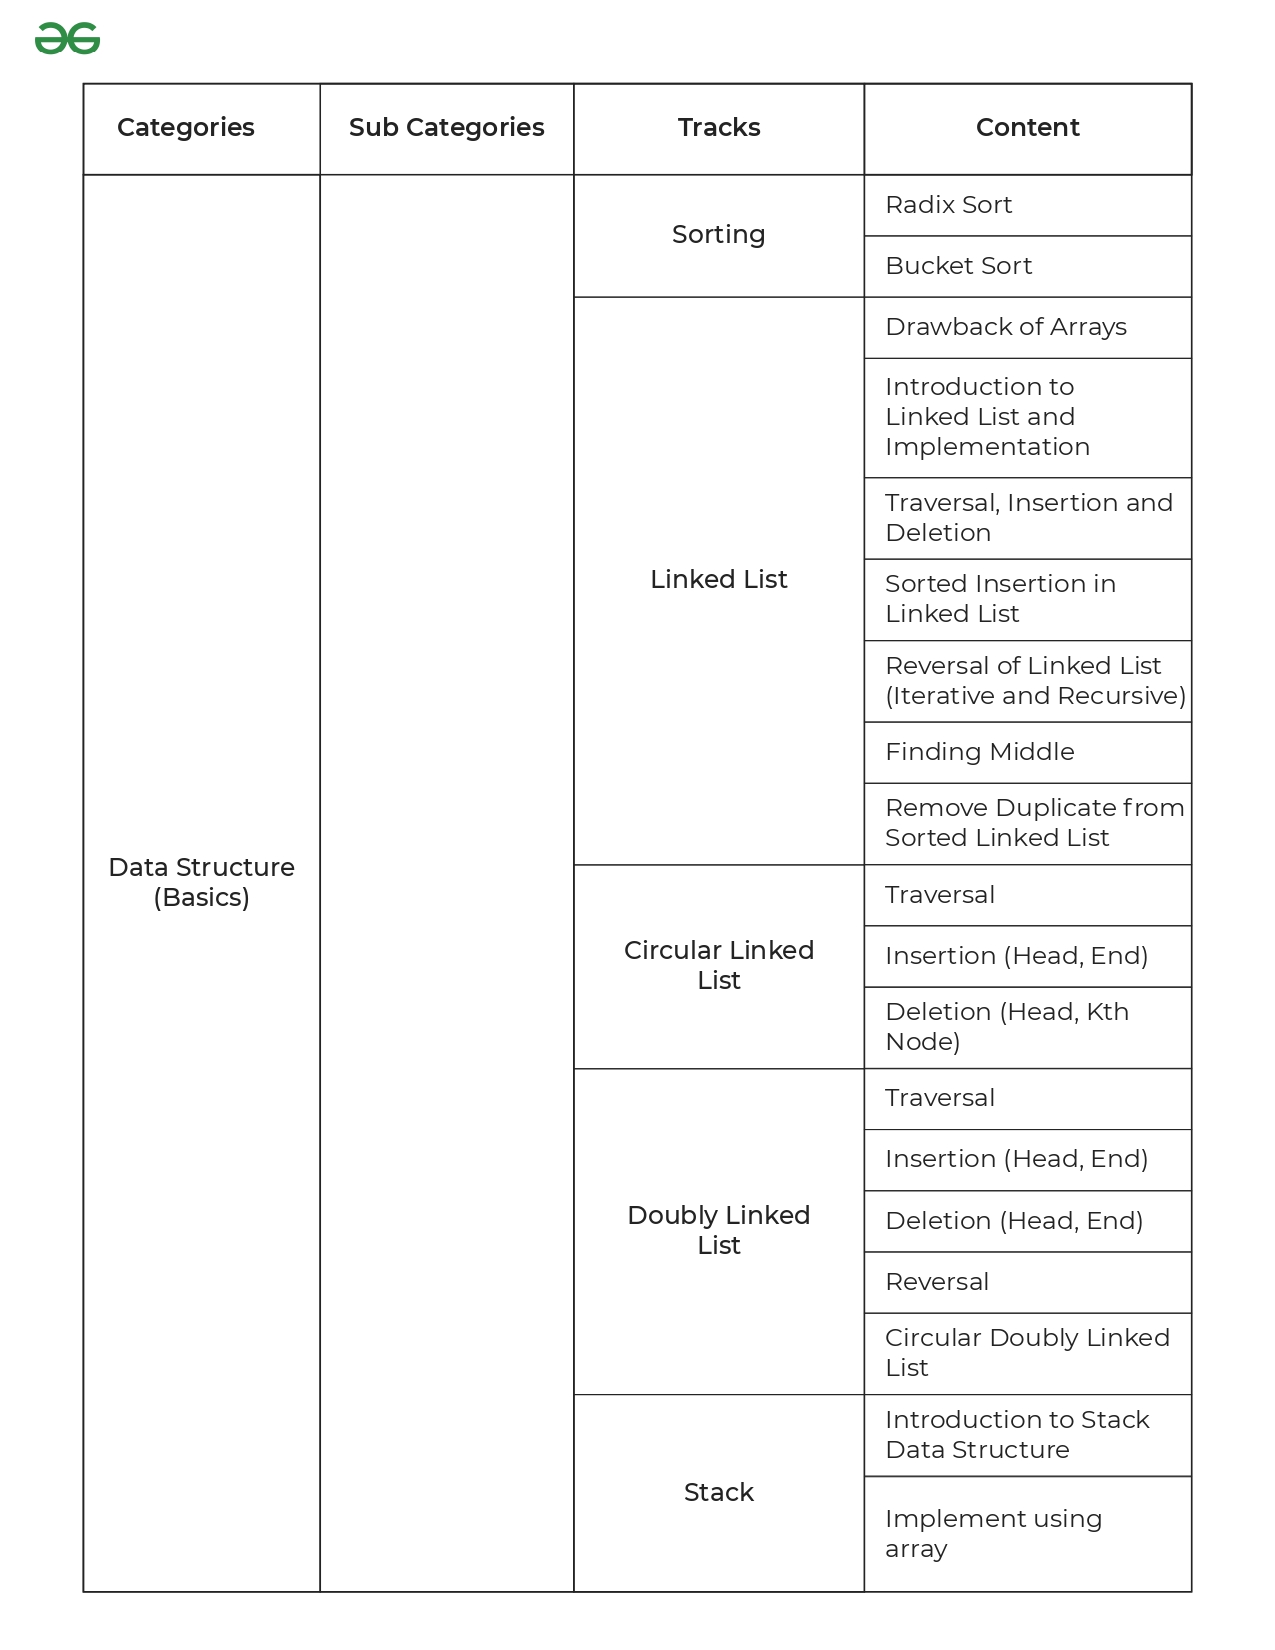 Categories
Sub Categories
Tracks
Content
Data Structure
(Basics)
Sorting
Radix Sort
Bucket Sort
Linked List
Drawback of Arrays
Introduction to
Linked List and
Implementation
Traversal, Insertion and
Deletion
Sorted Insertion in
Linked List
Reversal of Linked List
(Iterative and Recursive)
Finding Middle
Remove Duplicate from
Sorted Linked List
Circular Linked
List
Traversal
Insertion (Head, End)
Deletion (Head, Kth
Node)
Doubly Linked
List
Traversal
Insertion (Head, End)
Deletion (Head, End)
Reversal
Circular Doubly Linked
List
Stack
Introduction to Stack
Data Structure
Implement using
array